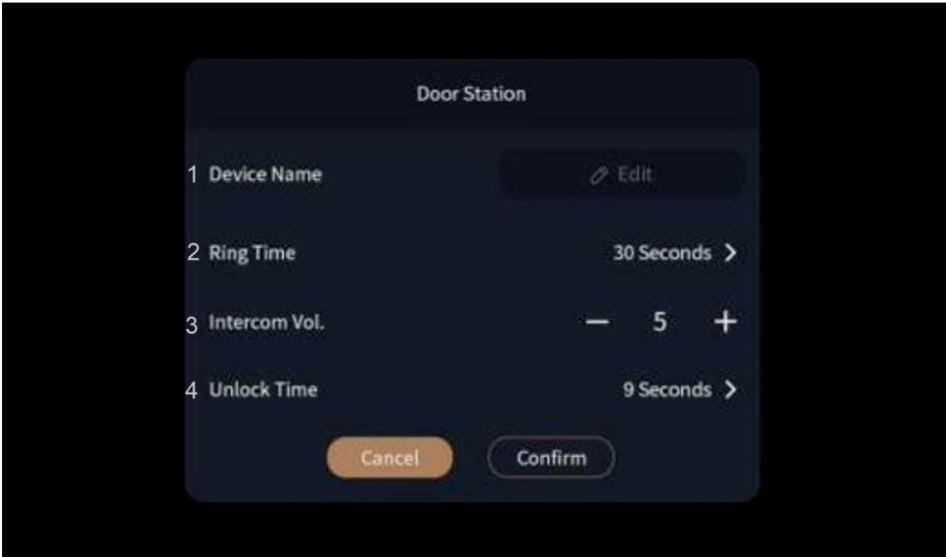 Door Station
1 Device Name Edit
2 Ring Time 30 Seconds >
3 Intercom Vol. — 5 +
4 Unlock Time 9 Seconds >
Cancel Confirm